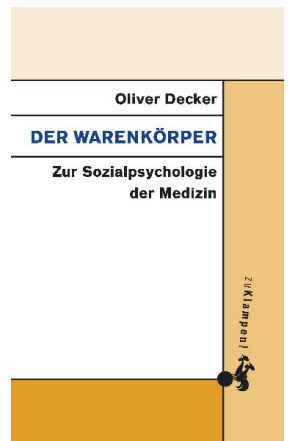 Oliver Decker
DER WARENKÖRPER
Zur Sozialpsychologie
der Medizin
zu Klampen!